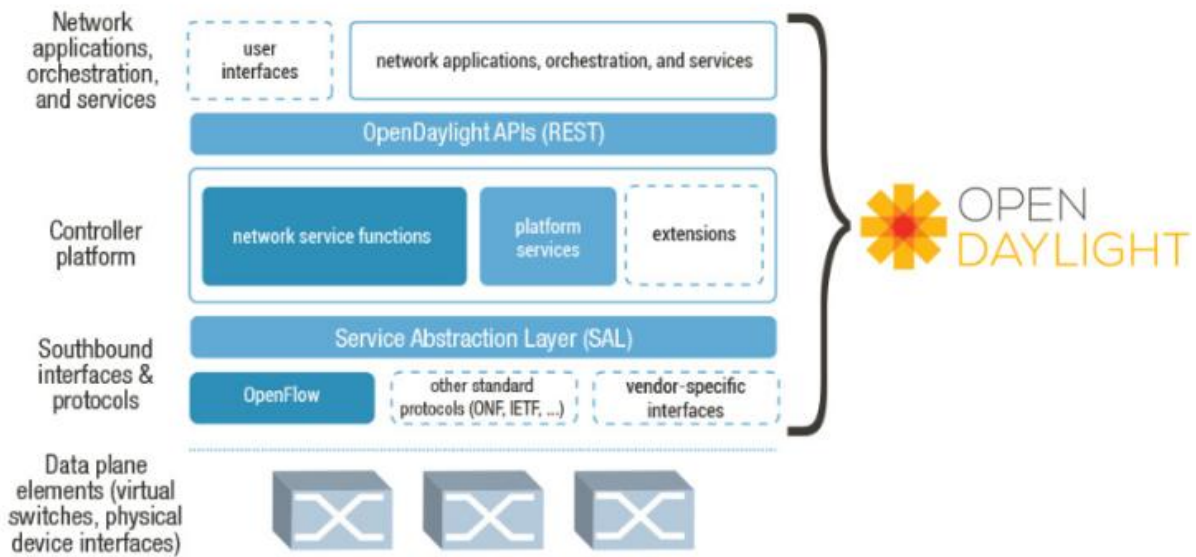 Network
applications,
orchestration,
and services
user
interfaces
network applications, orchestration, and services
OpenDaylight APIs (REST)
Controller
platform
network service functions
platform
services
extensions
OPEN
DAYLIGHT
Service Abstraction Layer (SAL)
Southbound
interfaces &
protocols
OpenFlow
other standard
protocols (ONF, IETF, ...)
vendor-specific
interfaces
Data plane
elements (virtual
switches, physical
device interfaces)